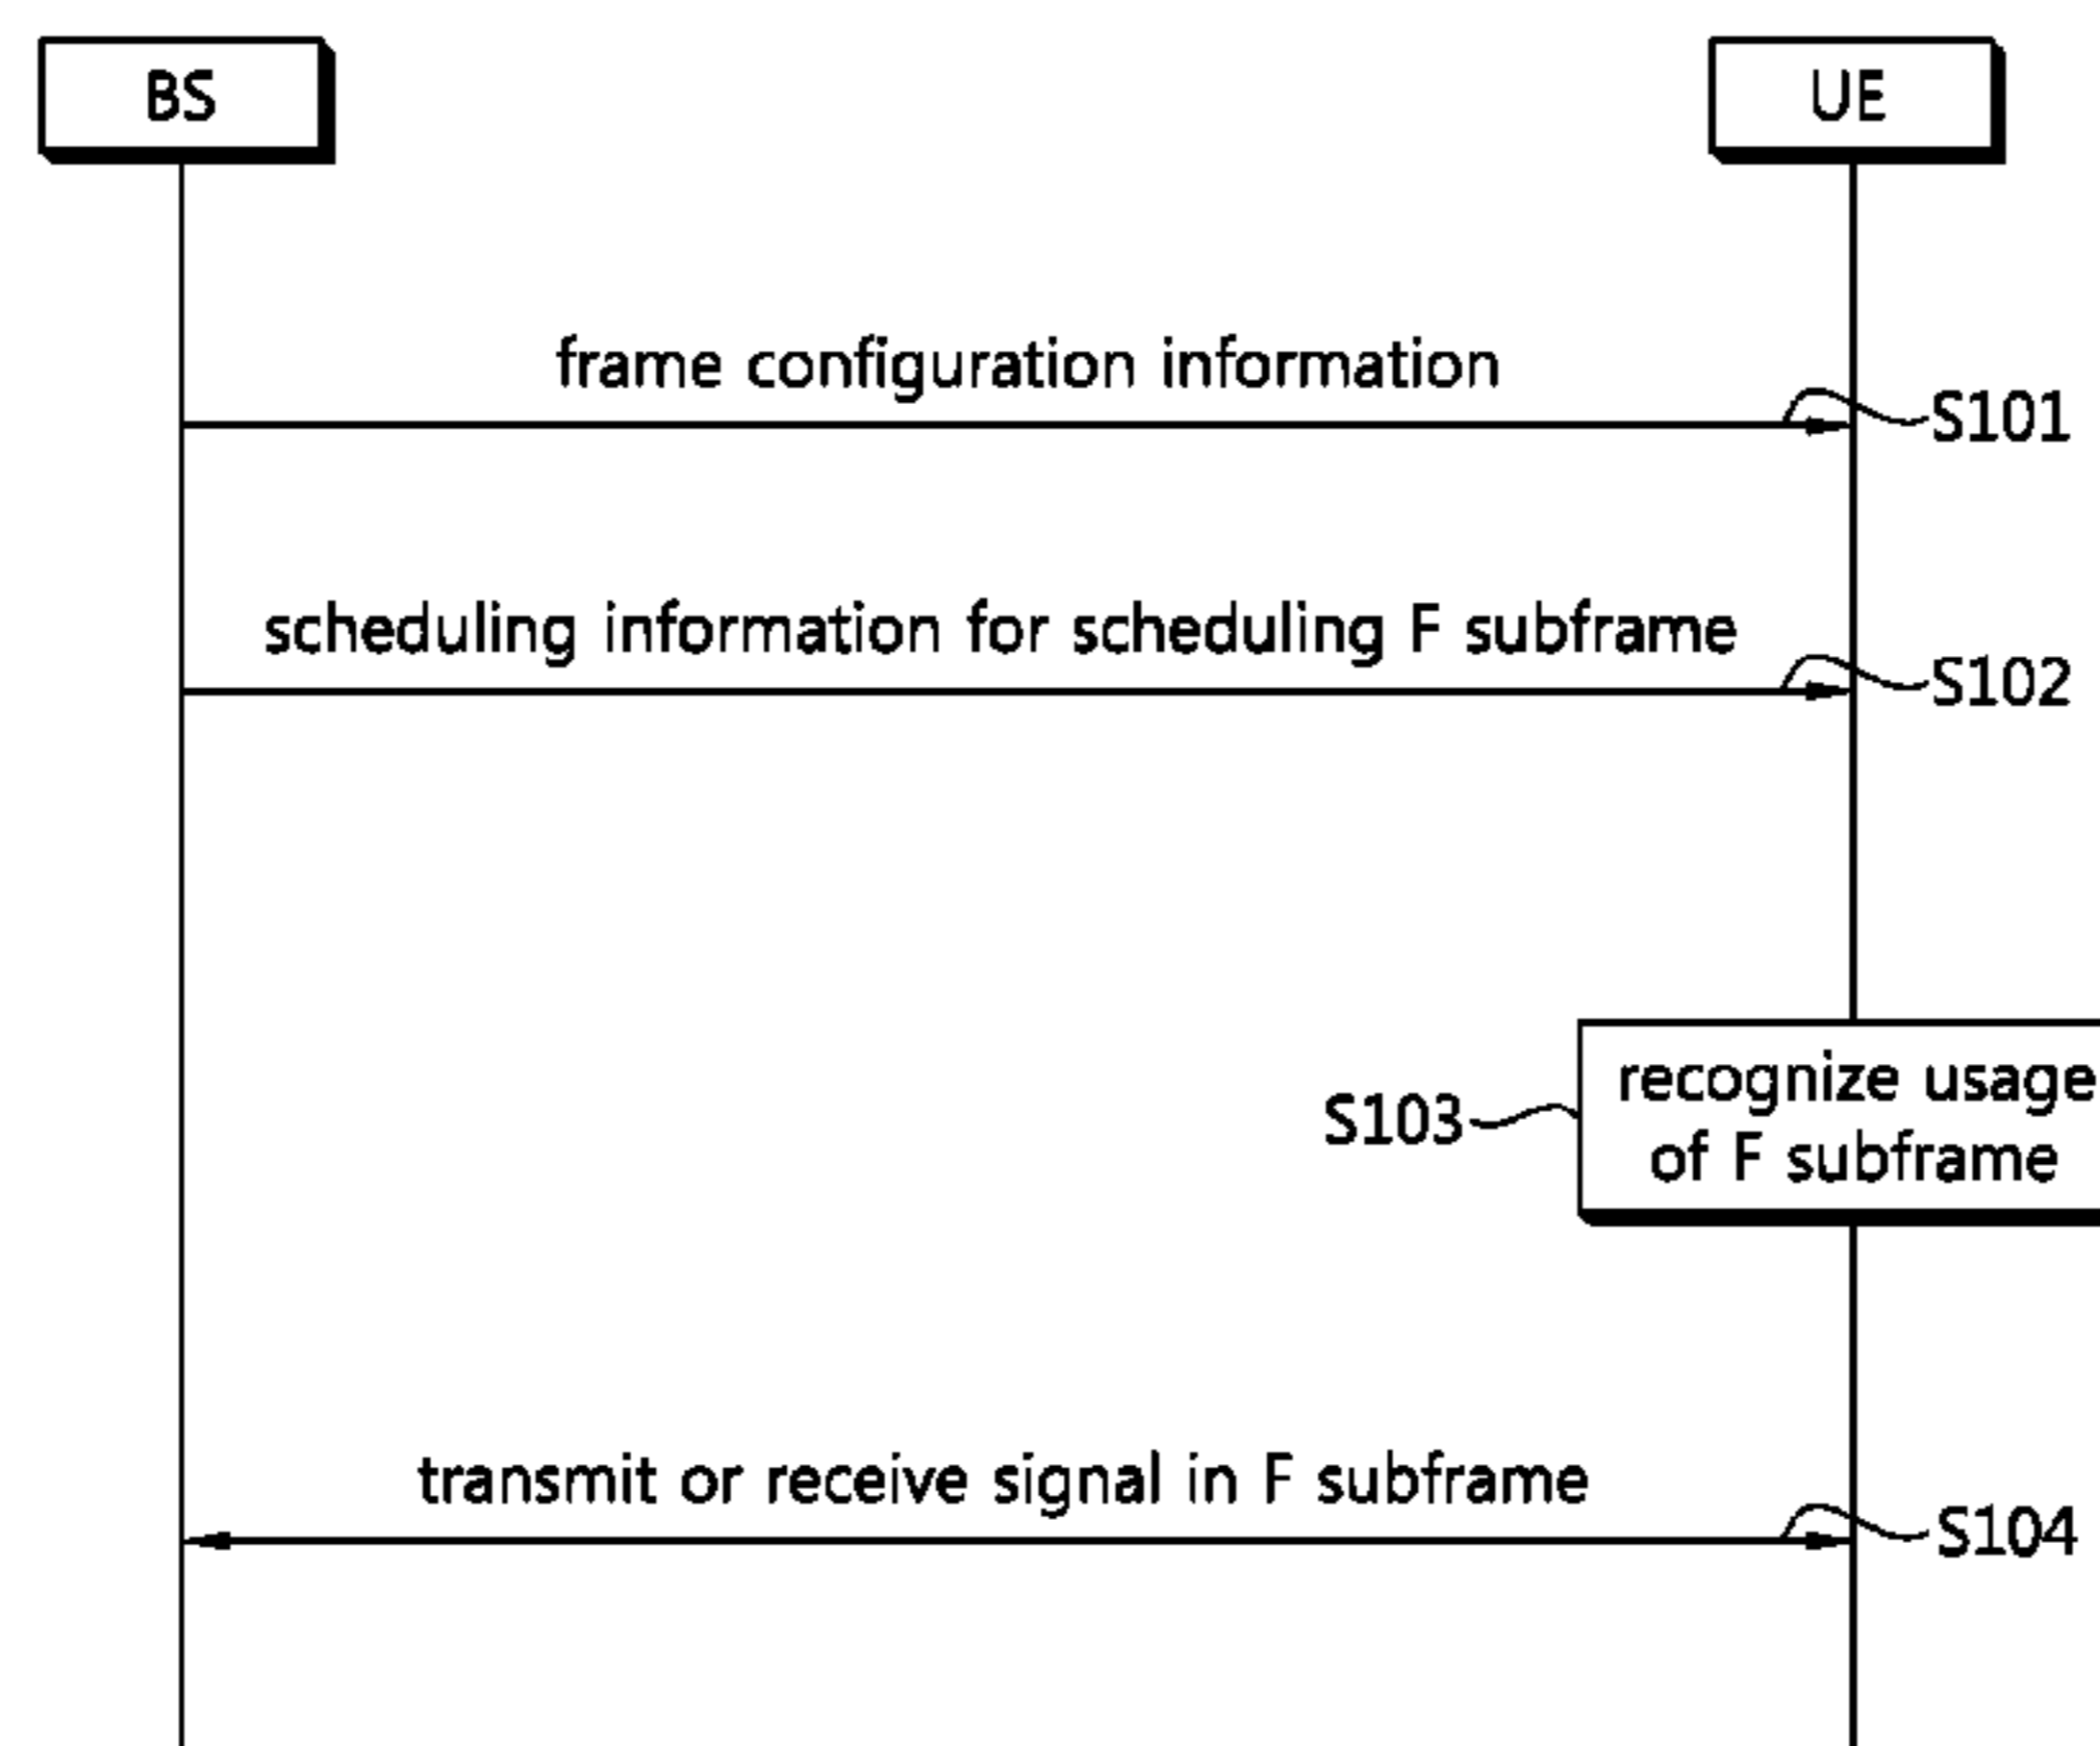 BS
UE
frame configuration information
S101
scheduling information for scheduling F subframe
S102
recognize usage
S103
of F subframe
transmit or receive signal in F subframe
S104